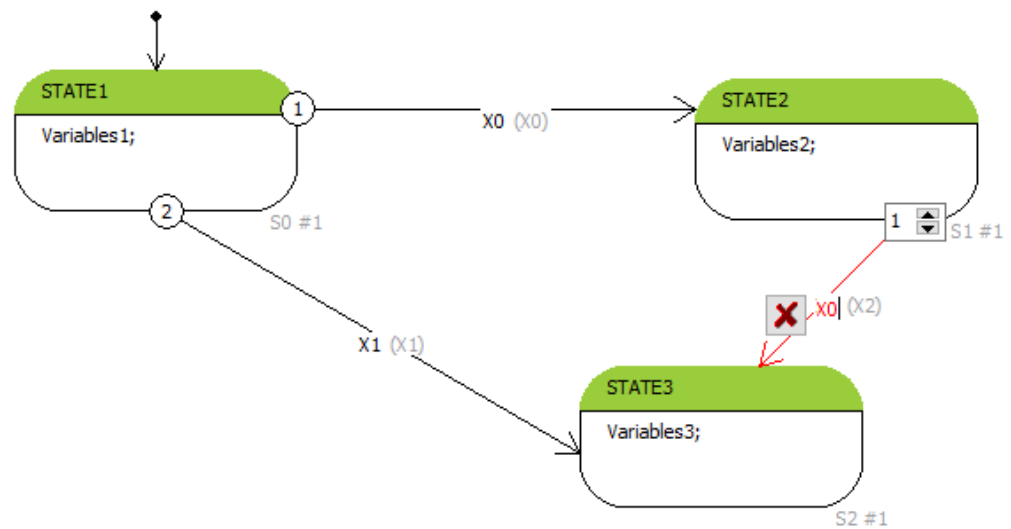 STATE1
Variables1;
1
2
S0 #1
X0 (X0)
STATE2
Variables2;
1
S1 #1
X0 (X2)
X1 (X1)
STATE3
Variables3;
S2 #1